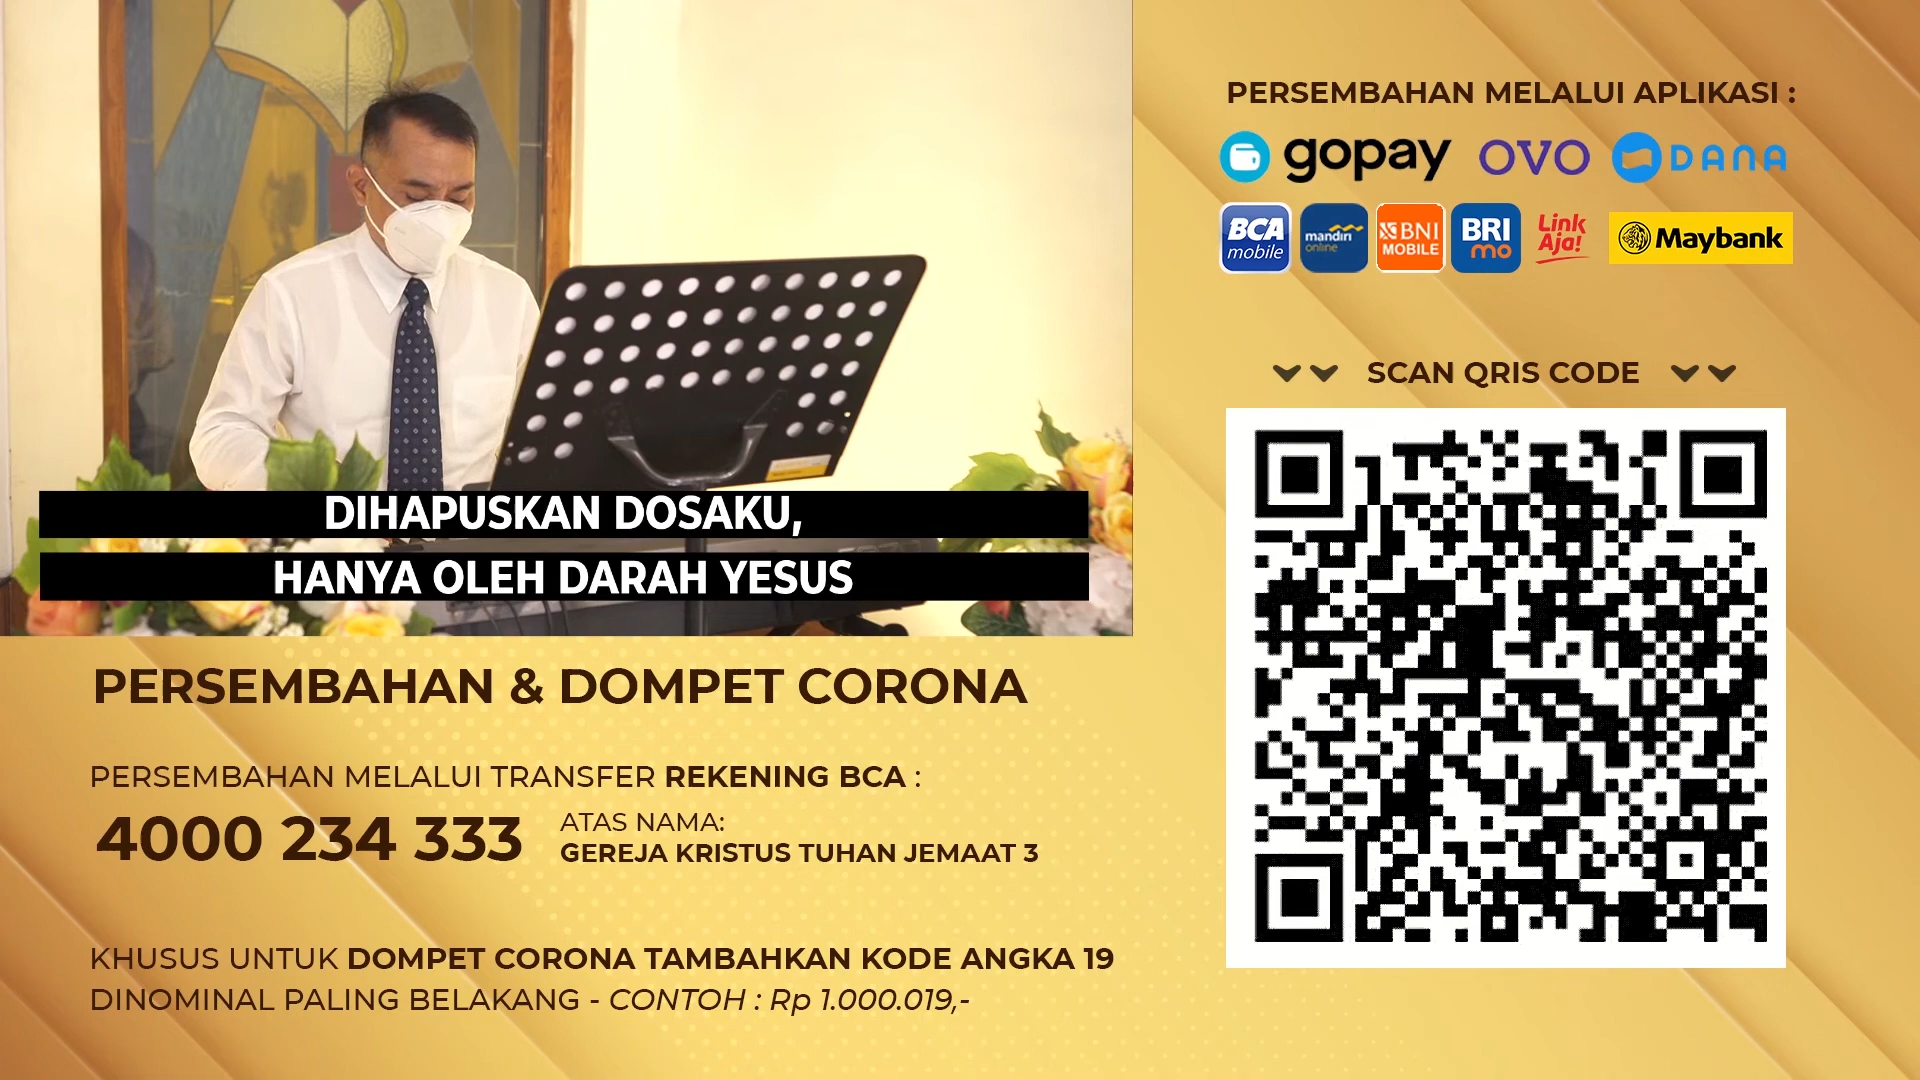 DIHAPUSKAN DOSAKU,
HANYA OLEH DARAH YESUS
PERSEMBAHAN & DOMPET CORONA
PERSEMBAHAN MELALUI TRANSFER REKENING BCA :
4000 234 333
ATAS NAMA:
GEREJA KRISTUS TUHAN JEMAAT 3
KHUSUS UNTUK DOMPET CORONA TAMBAHKAN KODE ANGKA 19
DINOMINAL PALING BELAKANG - CONTOH : Rp 1.000.019,-
PERSEMBAHAN MELALUI APLIKASI :
gopay OVO DANA
BCA mobile
mandiri online
BNI MOBILE
BRI mo
Link Aja!
Maybank
SCAN QRIS CODE